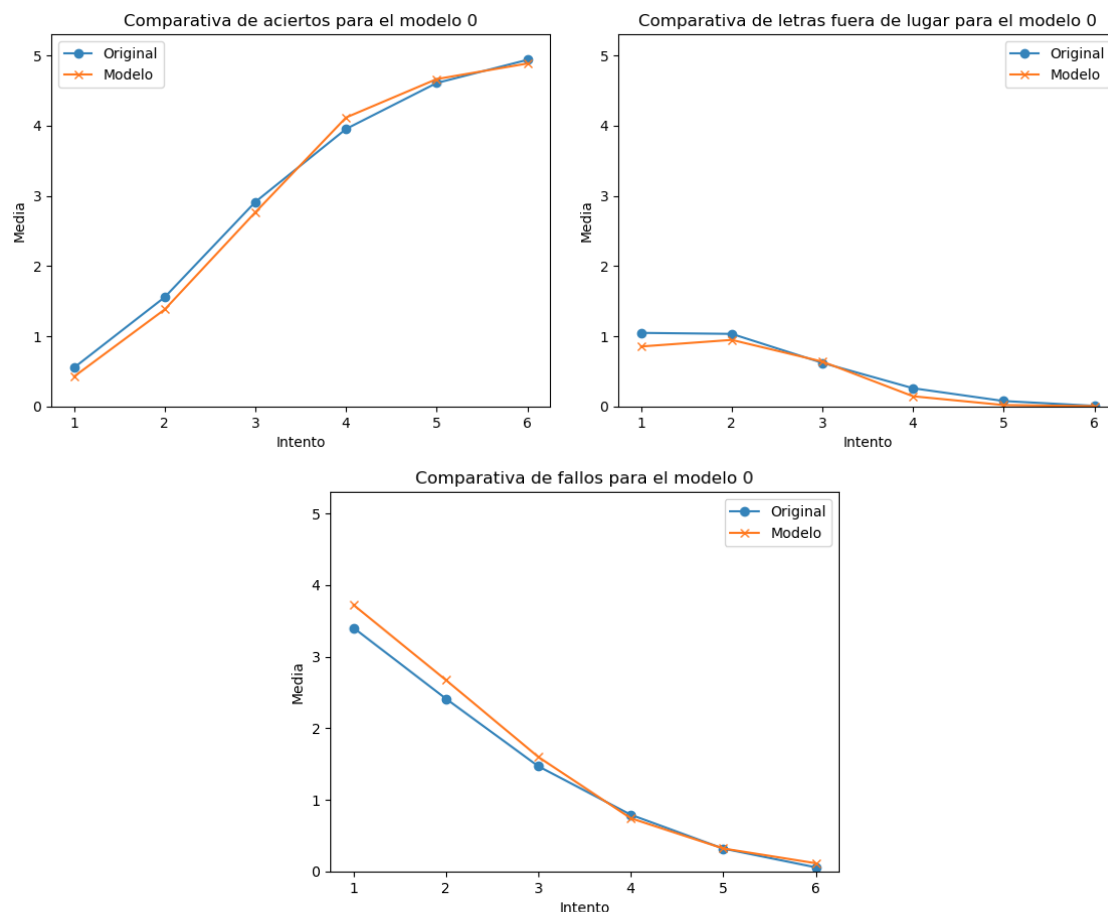 Comparativa de aciertos para el modelo 0
Original
Modelo
5
4
3
2
1
0
Media
1 2 3 4 5 6
Intento
Comparativa de letras fuera de lugar para el modelo 0
Original
Modelo
5
4
3
2
1
0
Media
1 2 3 4 5 6
Intento
Comparativa de fallos para el modelo 0
Original
Modelo
5
4
3
2
1
0
Media
1 2 3 4 5 6
Intento